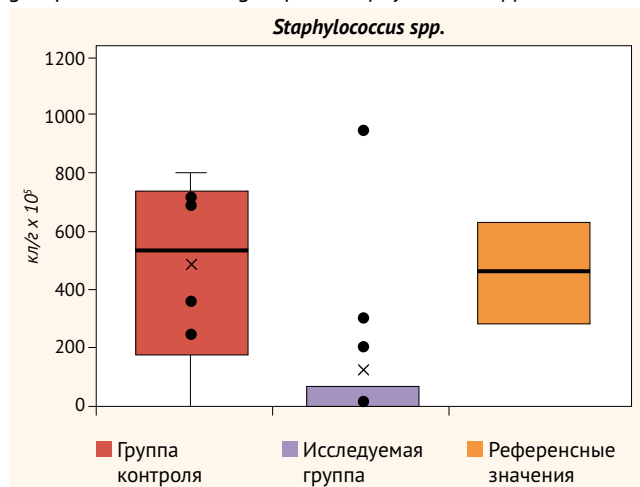 Staphylococcus spp.
1200
1000
800
600
400
200
0
кл/г x 10⁵
Группа контроля
Исследуемая группа
Референсные значения